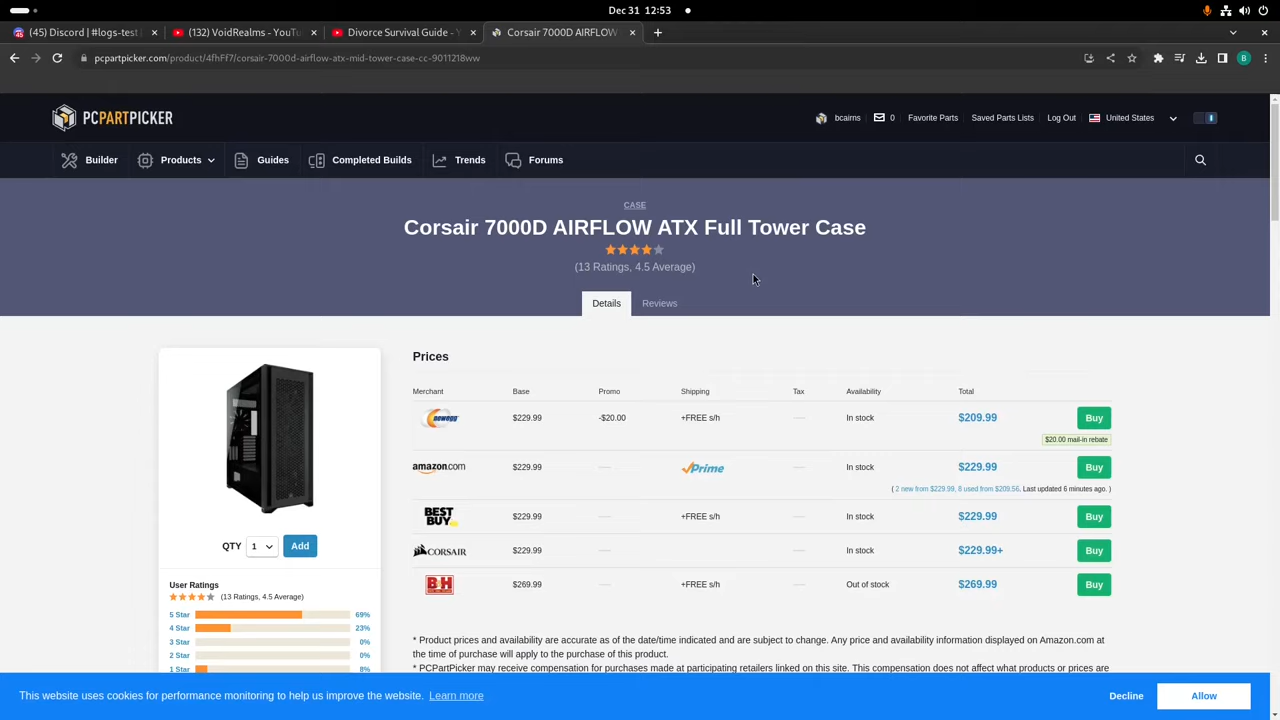 Dec 31 12:53
(45) Discord | #logs-test
(132) VoidRealms - YouTu
Divorce Survival Guide - Y
Corsair 7000D AIRFLOW
pcpartpicker.com/product/4fhFf7/corsair-7000d-airflow-atx-mid-tower-case-cc-9011218ww
B
PCPARTPICKER
bcairns 0 Favorite Parts Saved Parts Lists Log Out United States
Builder Products Guides Completed Builds Trends Forums
CASE
Corsair 7000D AIRFLOW ATX Full Tower Case
(13 Ratings, 4.5 Average)
Details Reviews
Prices
Merchant Base Promo Shipping Tax Availability Total
newegg $229.99 -$20.00 +FREE s/h In stock $209.99 Buy
$20.00 mail-in rebate
amazon.com $229.99 Prime In stock $229.99 Buy
( 2 new from $229.99, 8 used from $209.56. Last updated 6 minutes ago. )
BEST BUY $229.99 +FREE s/h In stock $229.99 Buy
CORSAIR $229.99 In stock $229.99+ Buy
B&H $269.99 +FREE s/h Out of stock $269.99 Buy
QTY 1 Add
User Ratings
(13 Ratings, 4.5 Average)
5 Star 69%
4 Star 23%
3 Star 0%
2 Star 0%
1 Star 8%
* Product prices and availability are accurate as of the date/time indicated and are subject to change. Any price and availability information displayed on Amazon.com at
the time of purchase will apply to the purchase of this product.
* PCPartPicker may receive compensation for purchases made at participating retailers linked on this site. This compensation does not affect what products or prices are
This website uses cookies for performance monitoring to help us improve the website. Learn more
Decline Allow